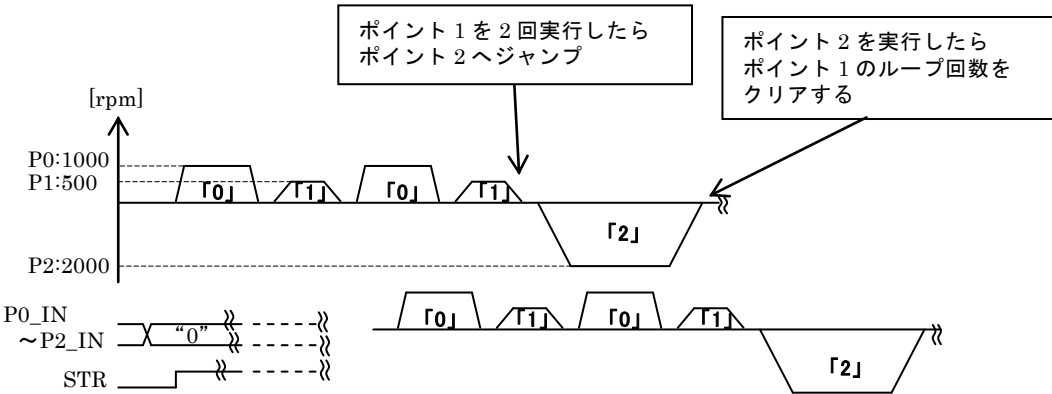 ポイント 1 を 2 回実行したら
ポイント 2 へジャンプ
ポイント 2 を実行したら
ポイント 1 のループ回数を
クリアする
[rpm]
P0:1000
P1:500
「0」
「1」
「0」
「1」
「2」
P2:2000
P0_IN
～P2_IN
“0”
STR
「0」
「1」
「0」
「1」
「2」